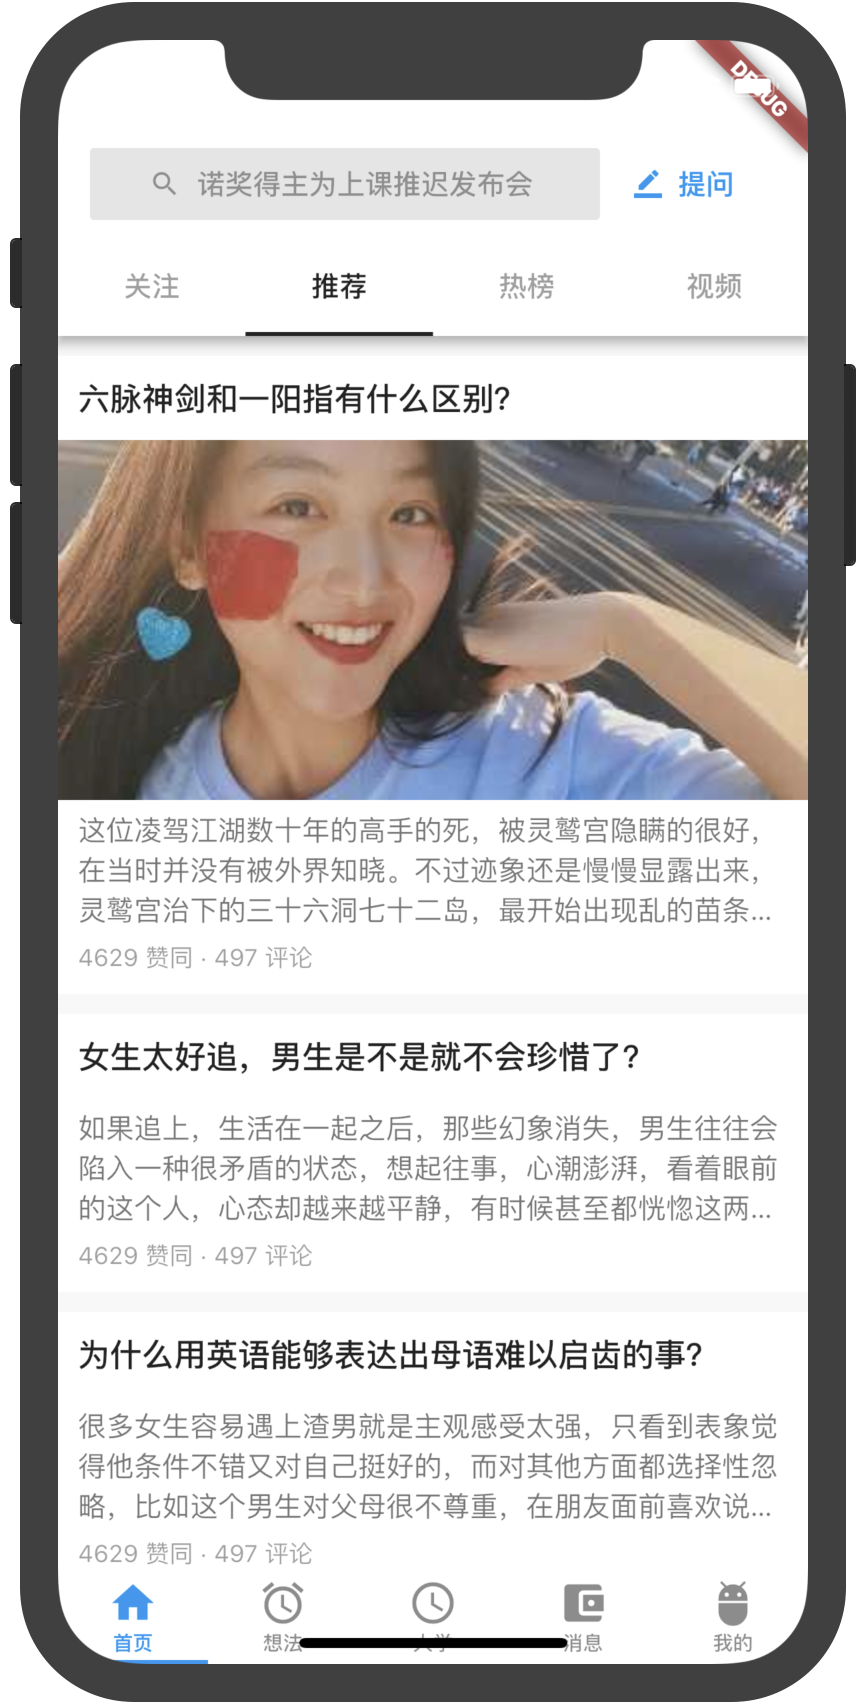 DEBUG
诺奖得主为上课推迟发布会
提问
关注 推荐 热榜 视频
六脉神剑和一阳指有什么区别?
这位凌驾江湖数十年的高手的死，被灵鹫宫隐瞒的很好，
在当时并没有被外界知晓。不过迹象还是慢慢显露出来，
灵鹫宫治下的三十六洞七十二岛，最开始出现乱的苗条...
4629 赞同 · 497 评论
女生太好追，男生是不是就不会珍惜了?
如果追上，生活在一起之后，那些幻象消失，男生往往会
陷入一种很矛盾的状态，想起往事，心潮澎湃，看着眼前
的这个人，心态却越来越平静，有时候甚至都恍惚这两...
4629 赞同 · 497 评论
为什么用英语能够表达出母语难以启齿的事?
很多女生容易遇上渣男就是主观感受太强，只看到表象觉
得他条件不错又对自己挺好的，而对其他方面都选择性忽
略，比如这个男生对父母很不尊重，在朋友面前喜欢说...
4629 赞同 · 497 评论
首页 想法 大学 消息 我的